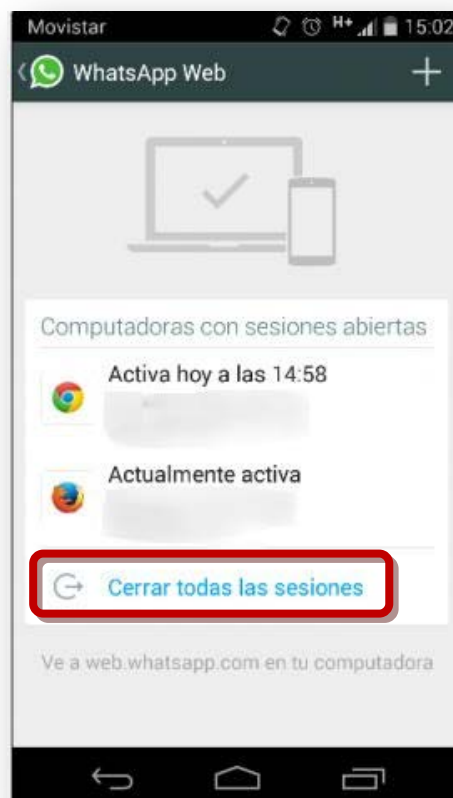 Movistar H+ 15:02
WhatsApp Web
Computadoras con sesiones abiertas
Activa hoy a las 14:58
Actualmente activa
Cerrar todas las sesiones
Ve a web.whatsapp.com en tu computadora